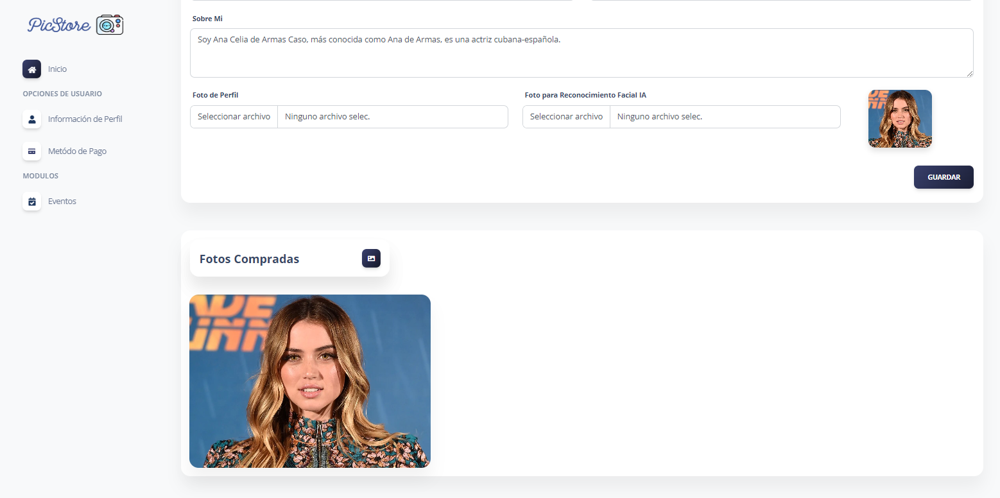 PicStore
Inicio
OPCIONES DE USUARIO
Información de Perfil
Metódo de Pago
MODULOS
Eventos
Sobre Mi
Soy Ana Celia de Armas Caso, más conocida como Ana de Armas, es una actriz cubana-española.
Foto de Perfil
Seleccionar archivo Ninguno archivo selec.
Foto para Reconocimiento Facial IA
Seleccionar archivo Ninguno archivo selec.
GUARDAR
Fotos Compradas
ADE
UNN